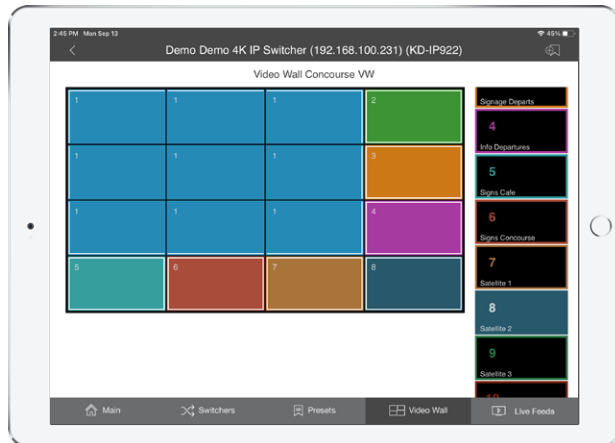 2:45 PM Mon Sep 13
45%
Demo Demo 4K IP Switcher (192.168.100.231) (KD-IP922)
Video Wall Concourse VW
1 1 1 2
1 1 1 3
1 1 1 4
5 6 7 8
Signage Departs
4
Info Departures
5
Signs Cafe
6
Signs Concourse
7
Satellite 1
8
Satellite 2
9
Satellite 3
10
Main Switchers Presets Video Wall Live Feeds